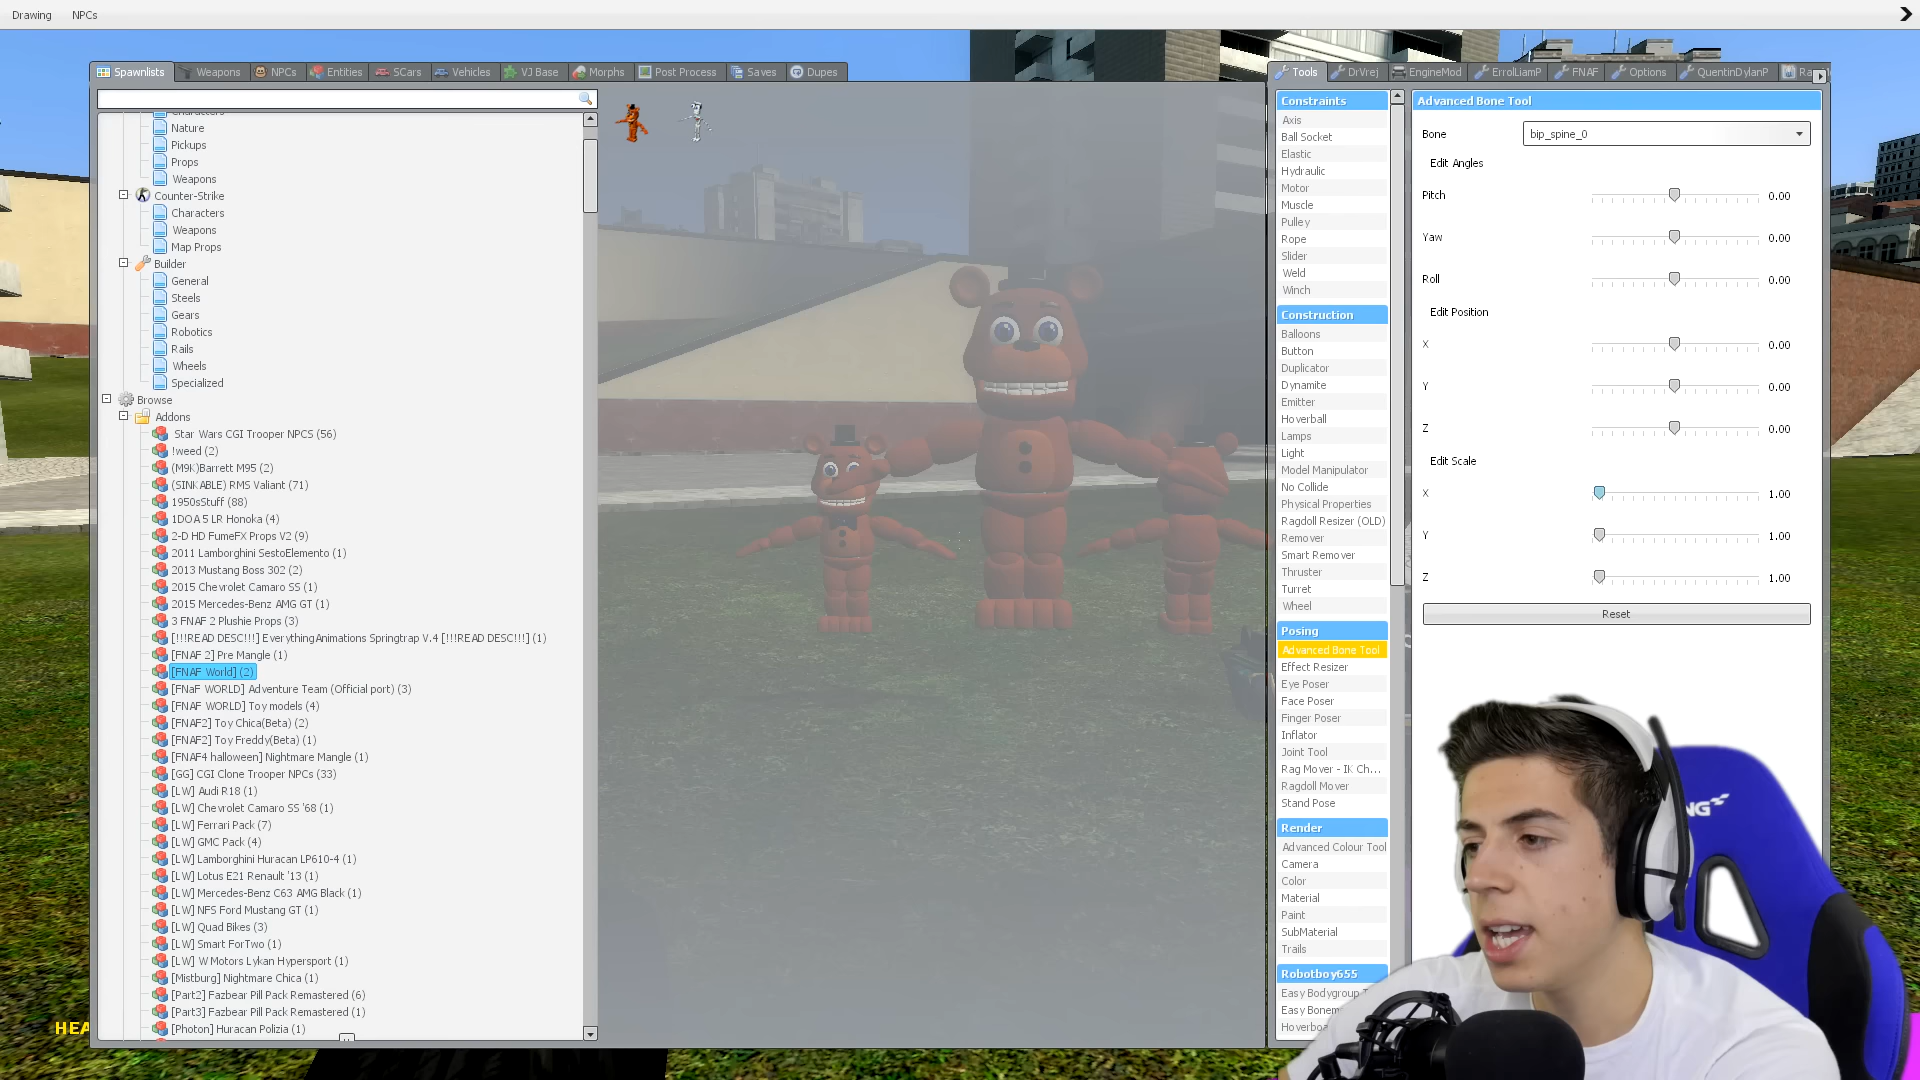 Drawing NPCs
Spawnlists Weapons NPCs Entities SCars Vehicles VJ Base Morphs Post Process Saves Dupes
Characters
Nature
Pickups
Props
Weapons
Counter-Strike
Characters
Weapons
Map Props
Builder
General
Steels
Gears
Robotics
Rails
Wheels
Specialized
Browse
Addons
Star Wars CGI Trooper NPCS (56)
!weed (2)
(M9K)Barrett M95 (2)
(SINKABLE) RMS Valiant (71)
1950sStuff (88)
1DOA 5 LR Honoka (4)
2-D HD FumeFX Props V2 (9)
2011 Lamborghini SestoElemento (1)
2013 Mustang Boss 302 (2)
2015 Chevrolet Camaro SS (1)
2015 Mercedes-Benz AMG GT (1)
3 FNAF 2 Plushie Props (3)
[!!!READ DESC!!!] EverythingAnimations Springtrap V.4 [!!!READ DESC!!!] (1)
[FNAF 2] Pre Mangle (1)
[FNAF World] (2)
[FNaF WORLD] Adventure Team (Official port) (3)
[FNAF WORLD] Toy models (4)
[FNAF2] Toy Chica(Beta) (2)
[FNAF2] Toy Freddy(Beta) (1)
[FNAF4 halloween] Nightmare Mangle (1)
[GG] CGI Clone Trooper NPCs (33)
[LW] Audi R18 (1)
[LW] Chevrolet Camaro SS '68 (1)
[LW] Ferrari Pack (7)
[LW] GMC Pack (4)
[LW] Lamborghini Huracan LP610-4 (1)
[LW] Lotus E21 Renault '13 (1)
[LW] Mercedes-Benz C63 AMG Black (1)
[LW] NFS Ford Mustang GT (1)
[LW] Quad Bikes (3)
[LW] Smart ForTwo (1)
[LW] W Motors Lykan Hypersport (1)
[Mistburg] Nightmare Chica (1)
[Part2] Fazbear Pill Pack Remastered (6)
[Part3] Fazbear Pill Pack Remastered (1)
[Photon] Huracan Polizia (1)
HEA
Tools DrVrej EngineMod ErrolLiamP FNAF Options QuentinDylanP
Constraints
Axis
Ball Socket
Elastic
Hydraulic
Motor
Muscle
Pulley
Rope
Slider
Weld
Winch
Construction
Balloons
Button
Duplicator
Dynamite
Emitter
Hoverball
Lamps
Light
Model Manipulator
No Collide
Physical Properties
Ragdoll Resizer (OLD)
Remover
Smart Remover
Thruster
Turret
Wheel
Posing
Advanced Bone Tool
Effect Resizer
Eye Poser
Face Poser
Finger Poser
Inflator
Joint Tool
Rag Mover - IK Ch...
Ragdoll Mover
Stand Pose
Render
Advanced Colour Tool
Camera
Color
Material
Paint
SubMaterial
Trails
Robotboy655
Easy Bodygroup
Easy Bonem
Hoverboa
Advanced Bone Tool
Bone bip_spine_0
Edit Angles
Pitch 0.00
Yaw 0.00
Roll 0.00
Edit Position
X 0.00
Y 0.00
Z 0.00
Edit Scale
X 1.00
Y 1.00
Z 1.00
Reset